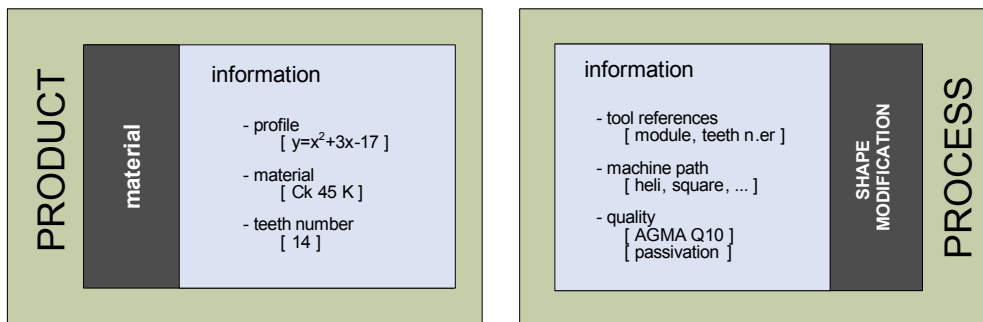 PRODUCT
material
information
- profile
[ y=x²+3x-17 ]
- material
[ Ck 45 K ]
- teeth number
[ 14 ]
information
- tool references
[ module, teeth n.er ]
- machine path
[ heli, square, ... ]
- quality
[ AGMA Q10 ]
[ passivation ]
SHAPE
MODIFICATION
PROCESS